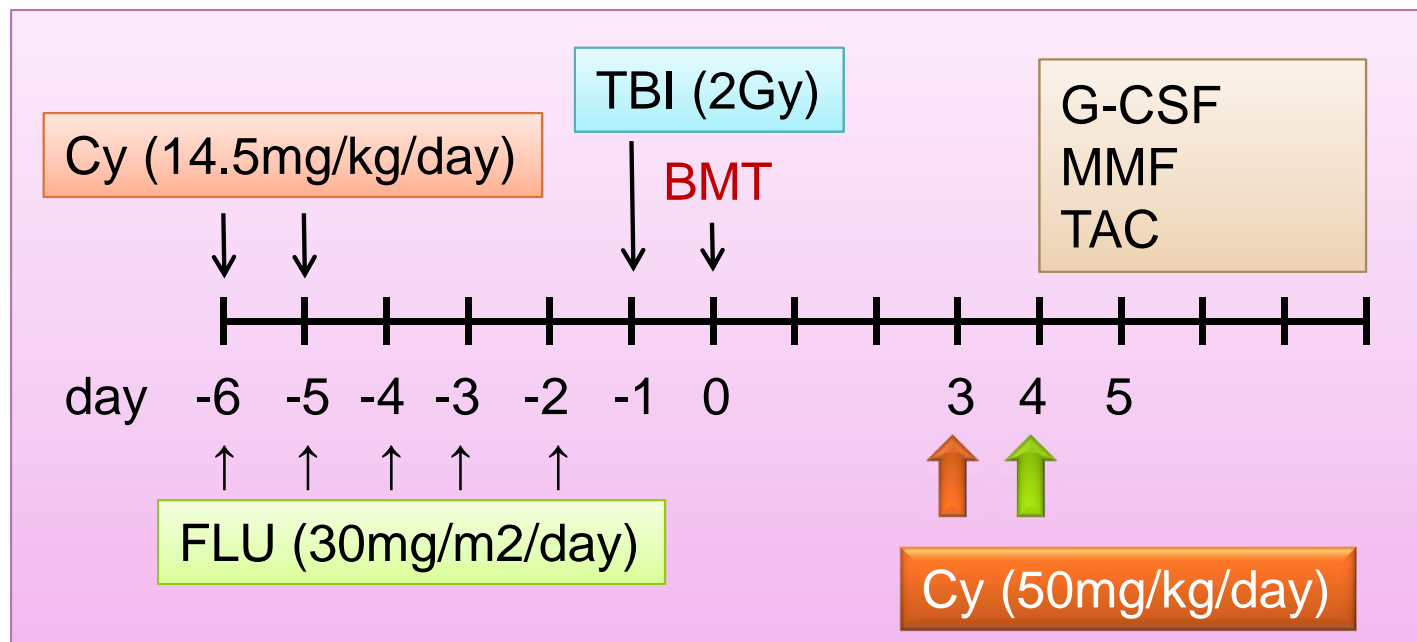 TBI (2Gy)
G-CSF
MMF
TAC
Cy (14.5mg/kg/day)
BMT
day -6 -5 -4 -3 -2 -1 0 3 4 5
FLU (30mg/m2/day)
Cy (50mg/kg/day)